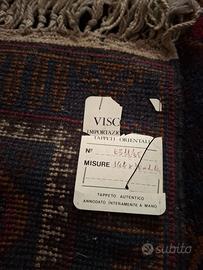 VISC
IMPORTAZIO
TAPPETI ORIENTALI
N°
MISURE
TAPPETO AUTENTICO
ANNODATO INTERAMENTE A MANO
subito